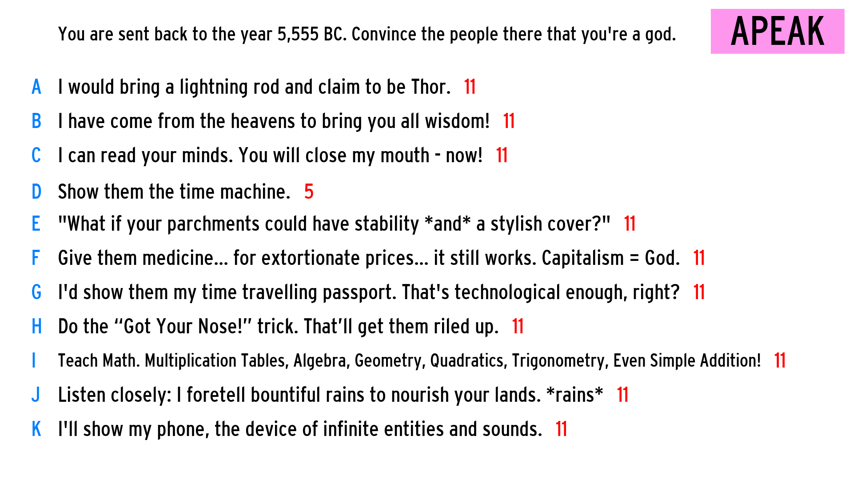 You are sent back to the year 5,555 BC. Convince the people there that you're a god.
APEAK
A I would bring a lightning rod and claim to be Thor. 11
B I have come from the heavens to bring you all wisdom! 11
C I can read your minds. You will close my mouth - now! 11
D Show them the time machine. 5
E "What if your parchments could have stability *and* a stylish cover?" 11
F Give them medicine... for extortionate prices... it still works. Capitalism = God. 11
G I'd show them my time travelling passport. That's technological enough, right? 11
H Do the “Got Your Nose!” trick. That’ll get them riled up. 11
I Teach Math. Multiplication Tables, Algebra, Geometry, Quadratics, Trigonometry, Even Simple Addition! 11
J Listen closely: I foretell bountiful rains to nourish your lands. *rains* 11
K I'll show my phone, the device of infinite entities and sounds. 11